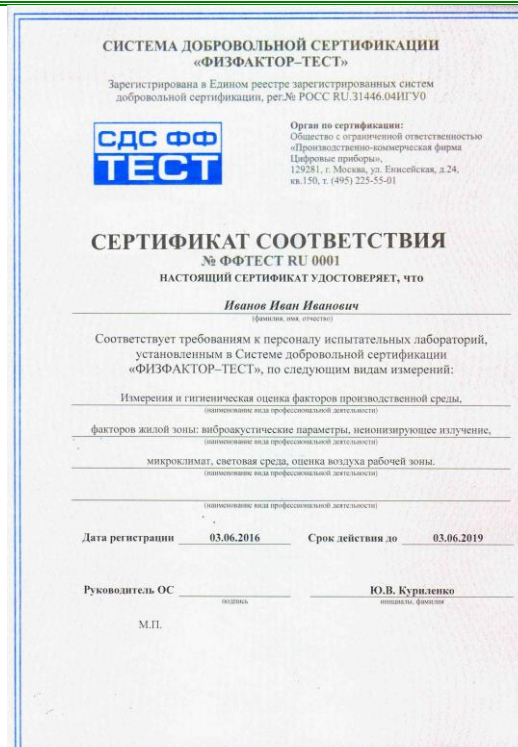 СИСТЕМА ДОБРОВОЛЬНОЙ СЕРТИФИКАЦИИ
«ФИЗФАКТОР–ТЕСТ»
Зарегистрирована в Едином реестре зарегистрированных систем
добровольной сертификации, рег.№ РОСС RU.31446.04ИГУ0
СДС ФФ
ТЕСТ
Орган по сертификации:
Общество с ограниченной ответственностью
«Производственно-коммерческая фирма
Цифровые приборы»,
129281, г. Москва, ул. Енисейская, д.24,
кв.150, т. (495) 225-55-01
СЕРТИФИКАТ СООТВЕТСТВИЯ
№ ФФТЕСТ RU 0001
НАСТОЯЩИЙ СЕРТИФИКАТ УДОСТОВЕРЯЕТ, что
Иванов Иван Иванович
(фамилия, имя, отчество)
Соответствует требованиям к персоналу испытательных лабораторий,
установленным в Системе добровольной сертификации
«ФИЗФАКТОР–ТЕСТ», по следующим видам измерений:
Измерения и гигиеническая оценка факторов производственной среды,
(наименование вида профессиональной деятельности)
факторов жилой зоны: виброакустические параметры, неионизирующее излучение,
(наименование вида профессиональной деятельности)
микроклимат, световая среда, оценка воздуха рабочей зоны.
(наименование вида профессиональной деятельности)
(наименование вида профессиональной деятельности)
Дата регистрации 03.06.2016 Срок действия до 03.06.2019
Руководитель ОС Ю.В. Куриленко
подпись инициалы, фамилия
М.П.